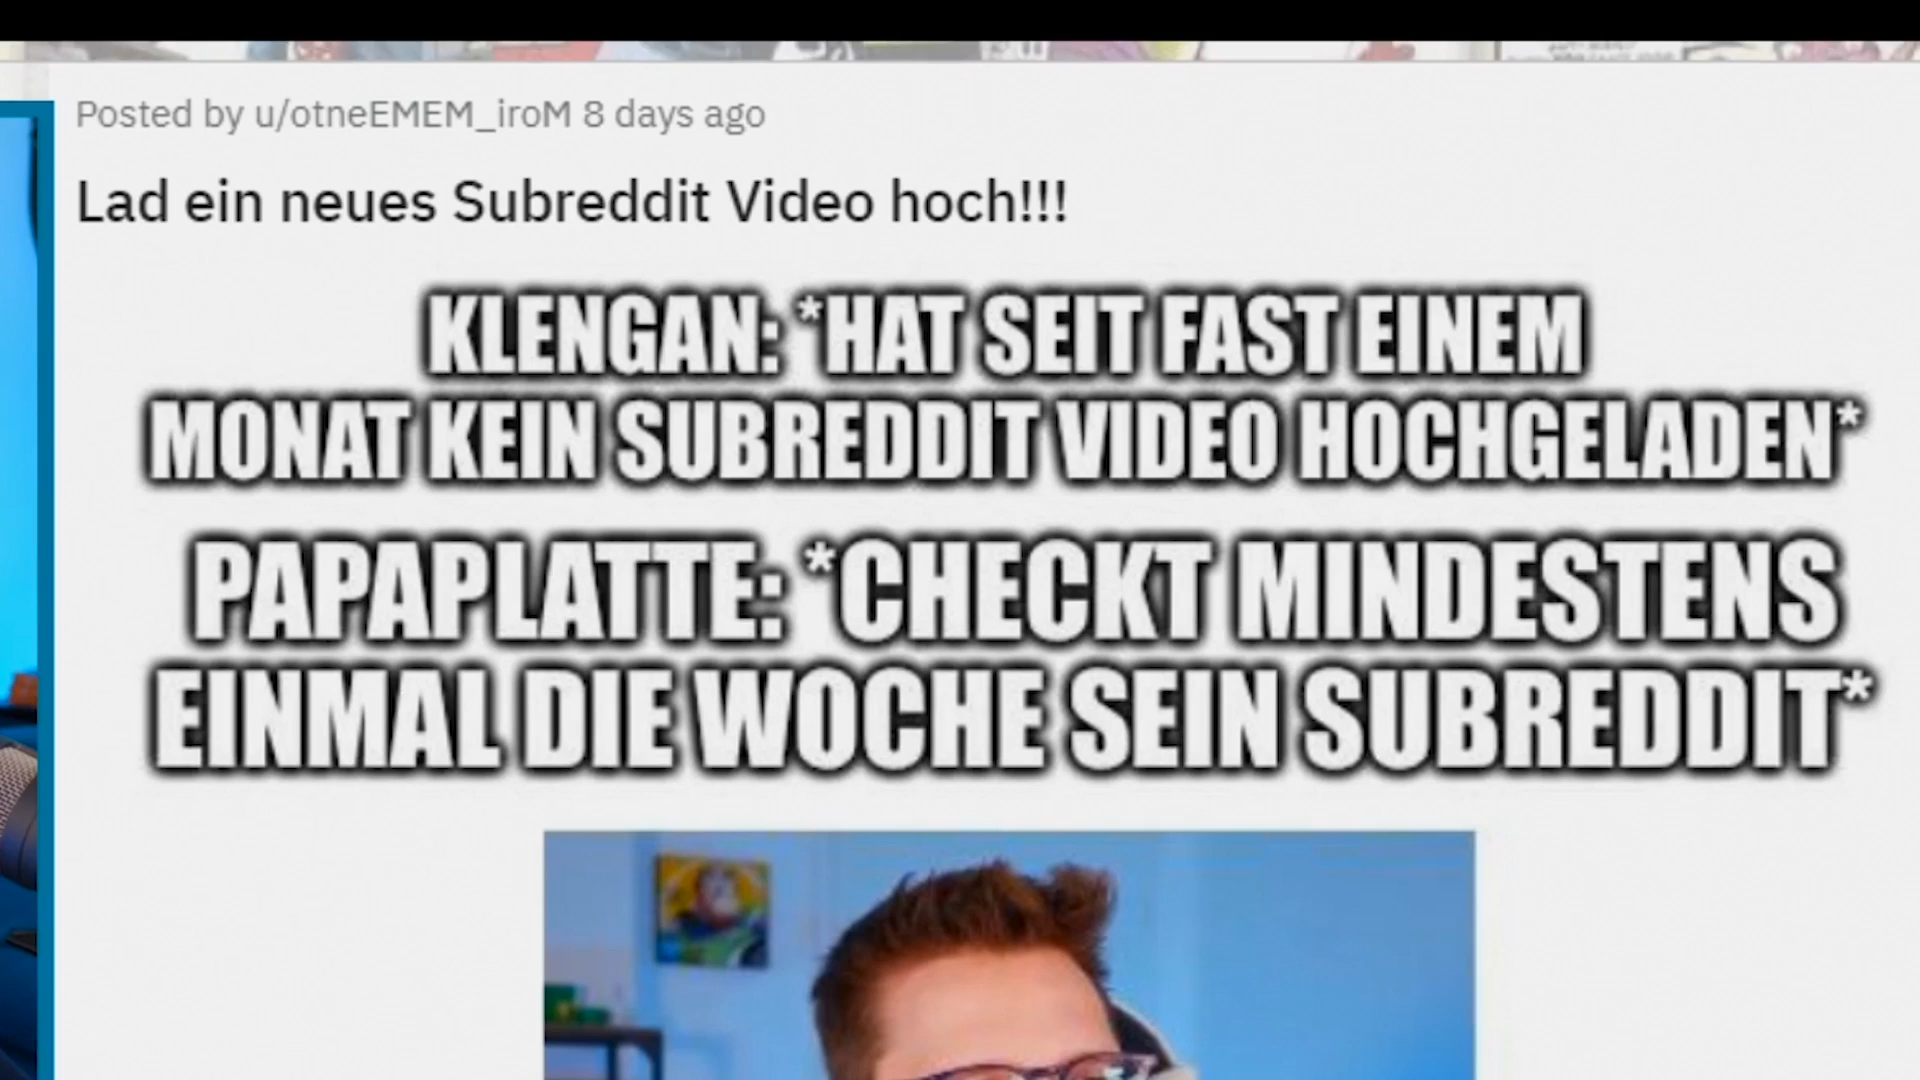 Posted by u/otneEMEM_iroM 8 days ago
Lad ein neues Subreddit Video hoch!!!
KLENGAN: *HAT SEIT FAST EINEM
MONAT KEIN SUBREDDIT VIDEO HOCHGELADEN*
PAPAPLATTE: *CHECKT MINDESTENS
EINMAL DIE WOCHE SEIN SUBREDDIT*